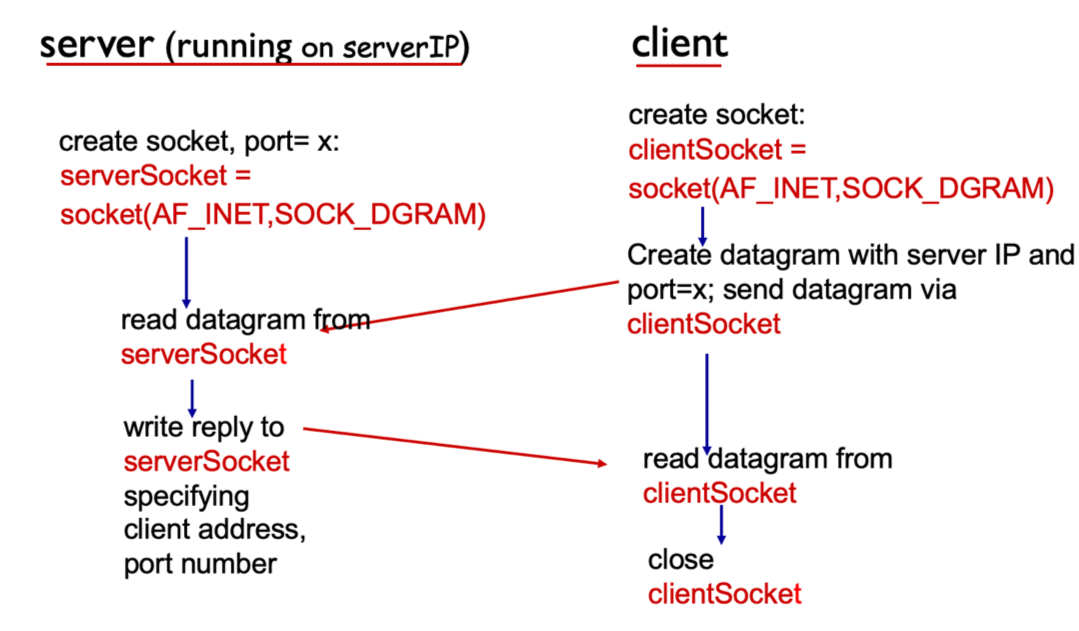 server (running on serverIP)
create socket, port= x:
serverSocket =
socket(AF_INET,SOCK_DGRAM)
read datagram from
serverSocket
write reply to
serverSocket
specifying
client address,
port number
client
create socket:
clientSocket =
socket(AF_INET,SOCK_DGRAM)
Create datagram with server IP and
port=x; send datagram via
clientSocket
read datagram from
clientSocket
close
clientSocket